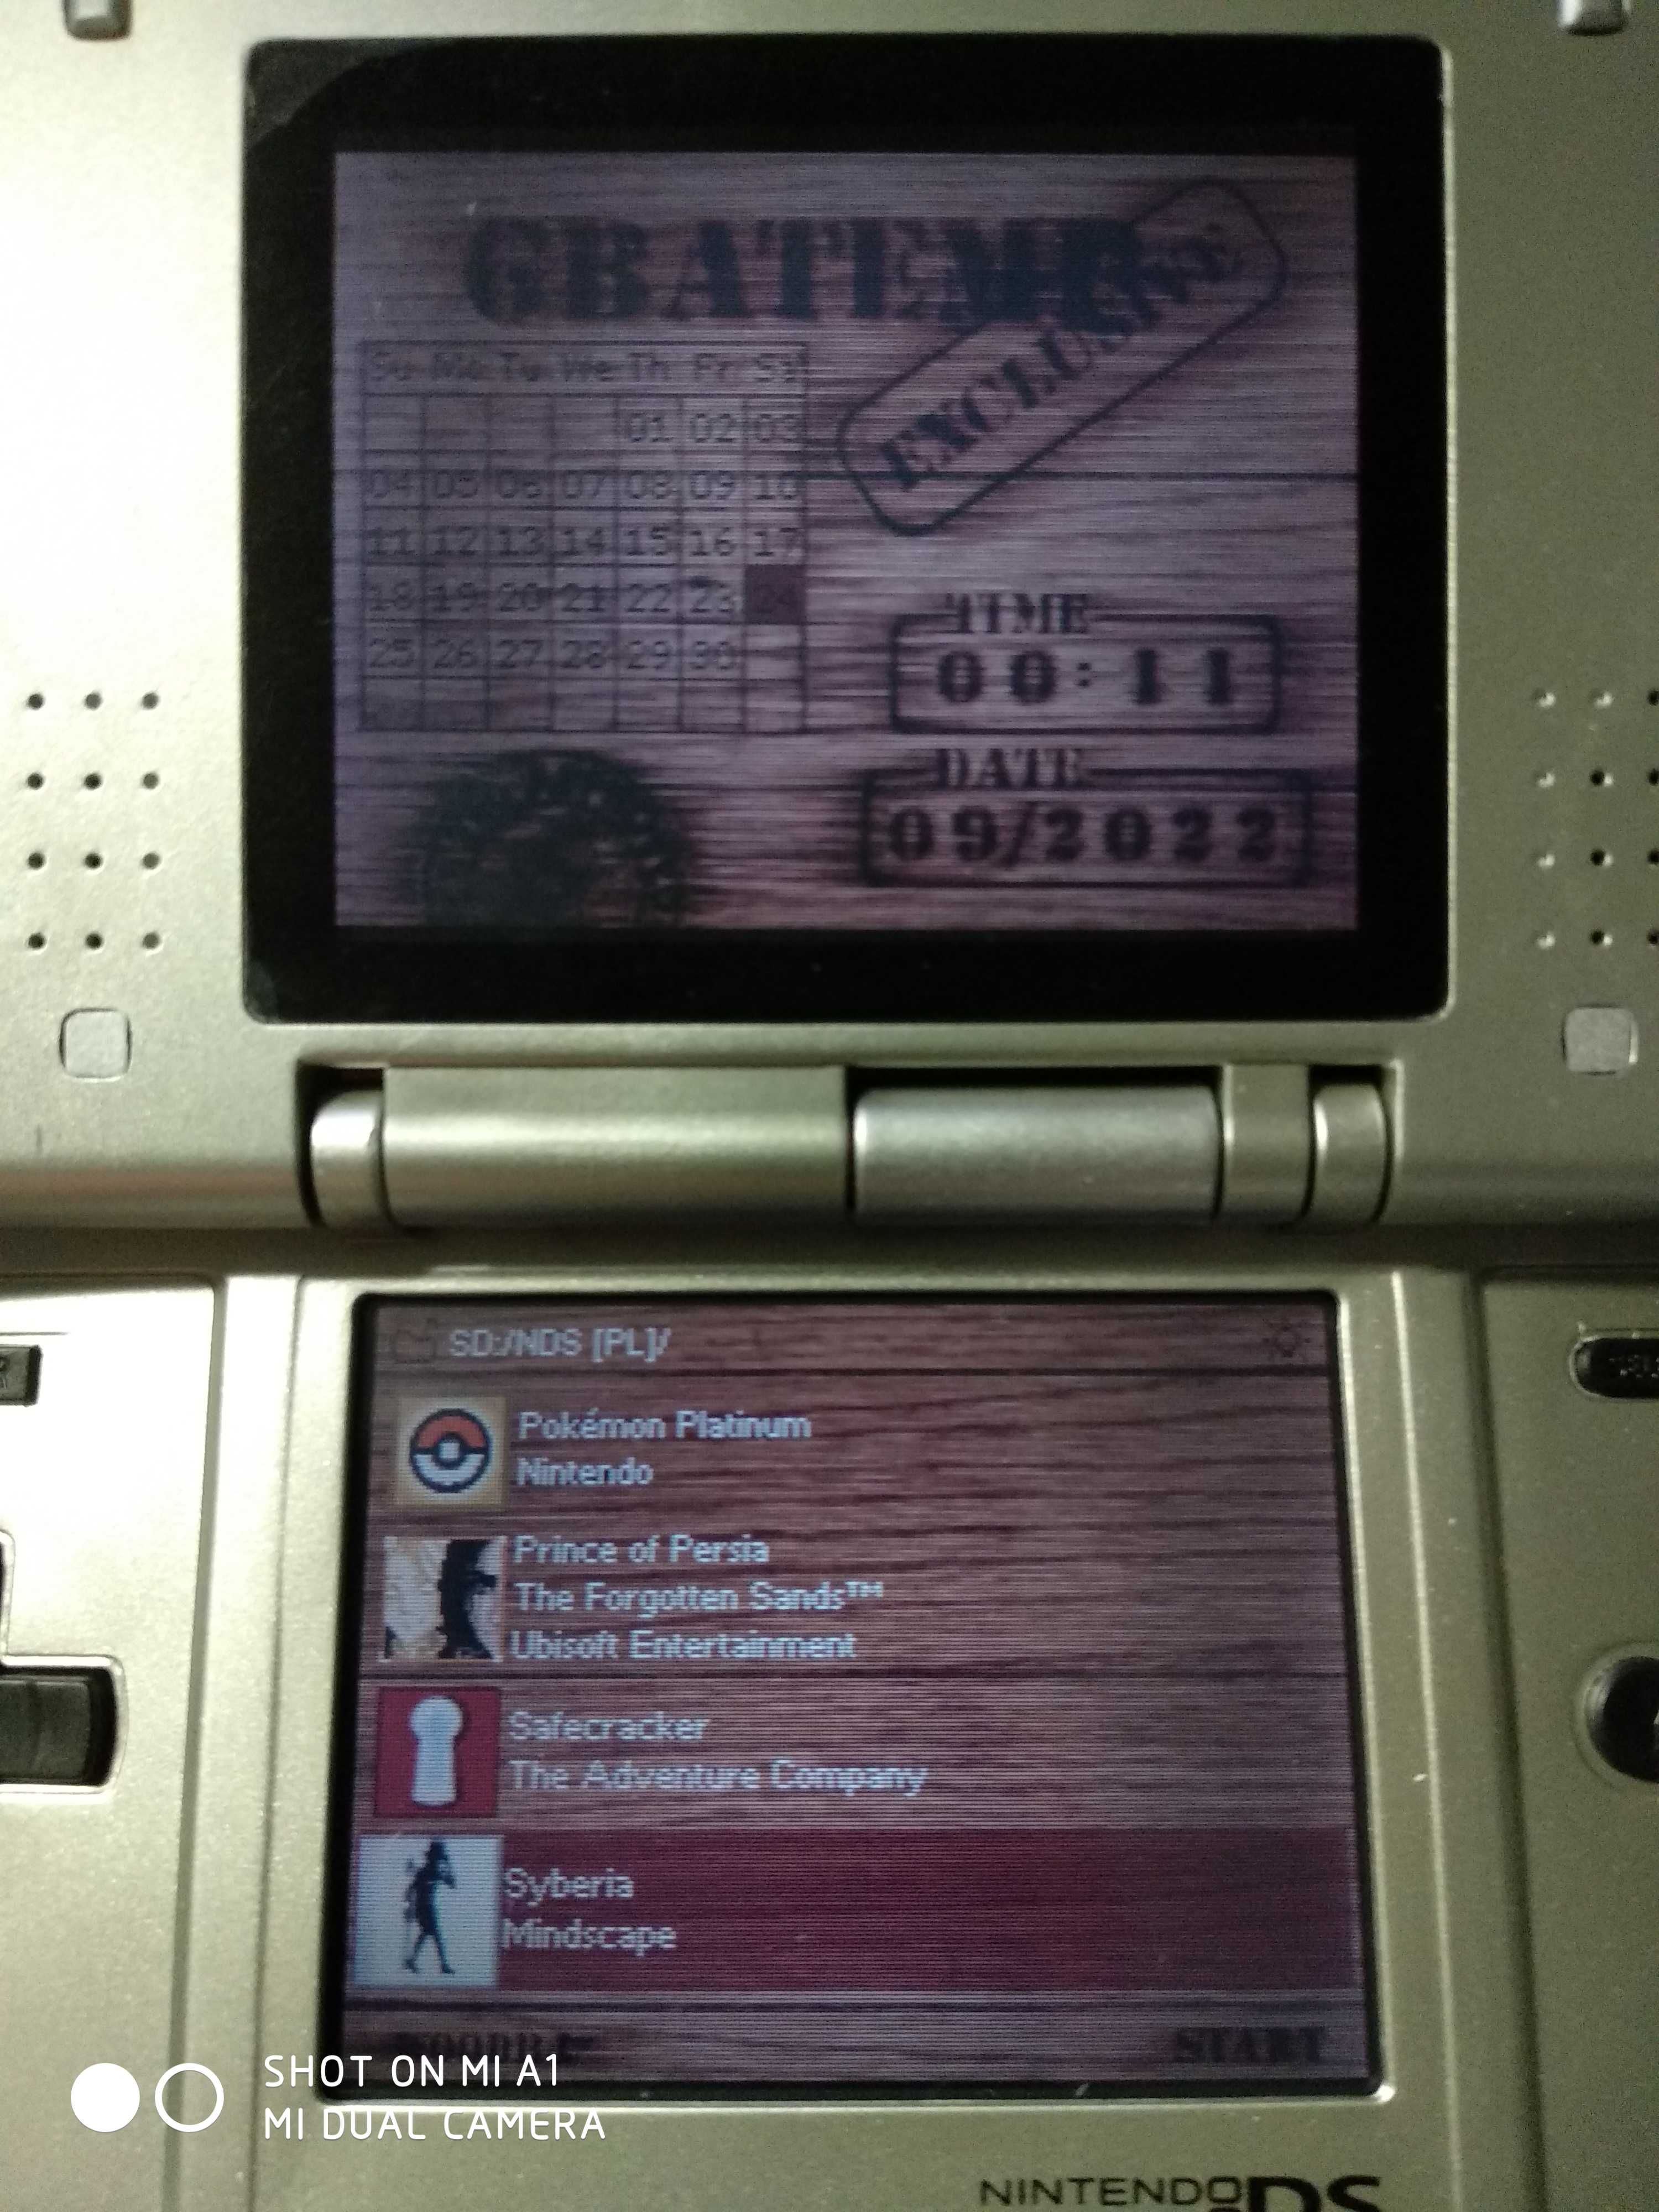 GBATEMP
EXCLUSIVE
Su Mo Tu We Th Fr Sa
01 02 03
04 05 06 07 08 09 10
11 12 13 14 15 16 17
18 19 20 21 22 23 24
25 26 27 28 29 30
TIME
00:11
DATE
09/2022
SD:/NDS [PL]/
Pokémon Platinum
Nintendo
Prince of Persia
The Forgotten Sands™
Ubisoft Entertainment
Safecracker
The Adventure Company
Syberia
Mindscape
START
SHOT ON MI A1
MI DUAL CAMERA
NINTENDO DS